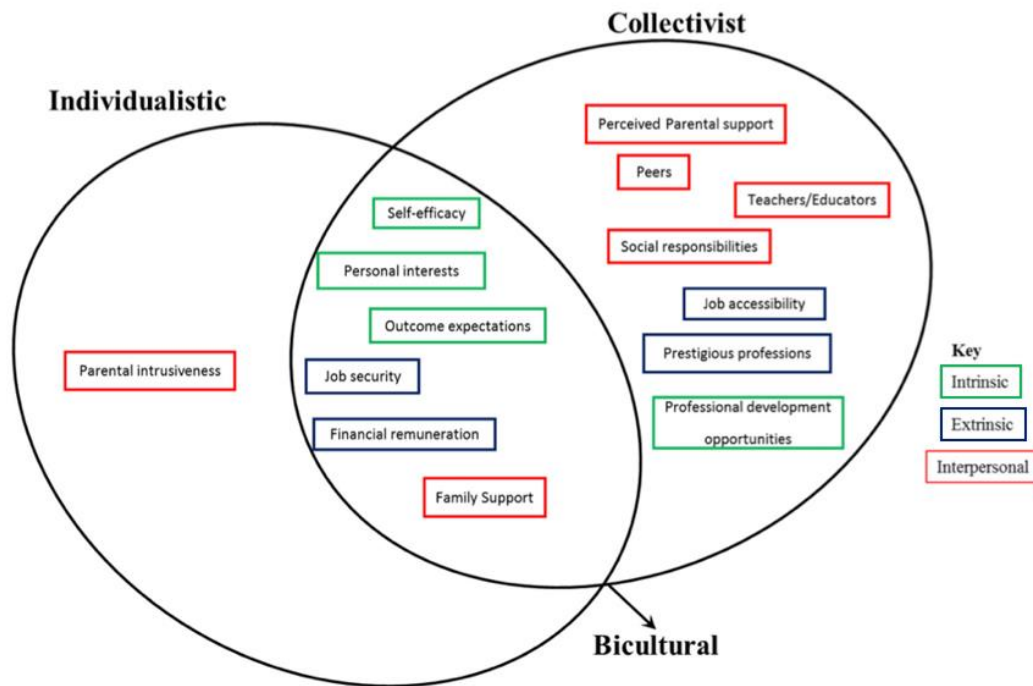 Collectivist
Individualistic
Perceived Parental support
Peers
Teachers/Educators
Social responsibilities
Job accessibility
Prestigious professions
Professional development
opportunities
Self-efficacy
Personal interests
Outcome expectations
Job security
Financial remuneration
Family Support
Parental intrusiveness
Bicultural
Key
Intrinsic
Extrinsic
Interpersonal